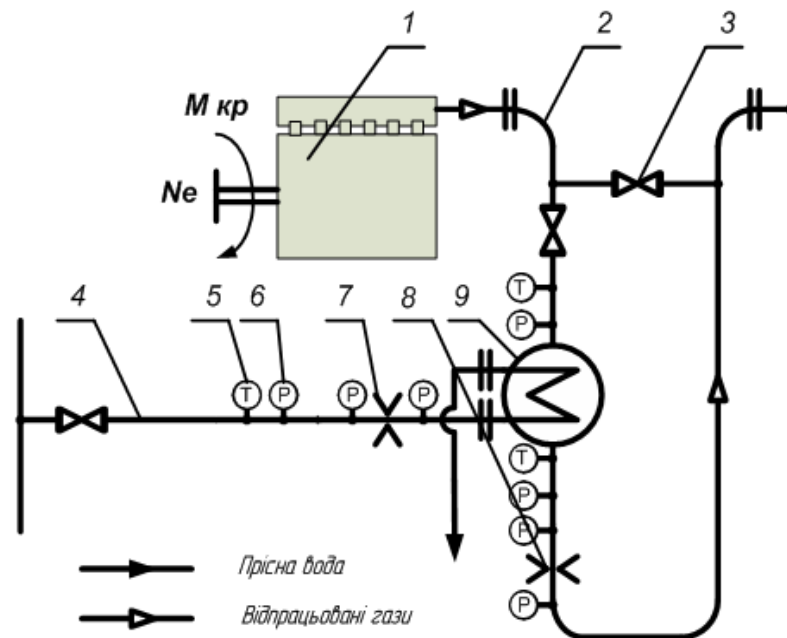 1 2 3
М кр
Ne
T
4 5 6 7 8 9
P
T P P P
T
P
P
Прісна вода
Відпрацьовані гази
P